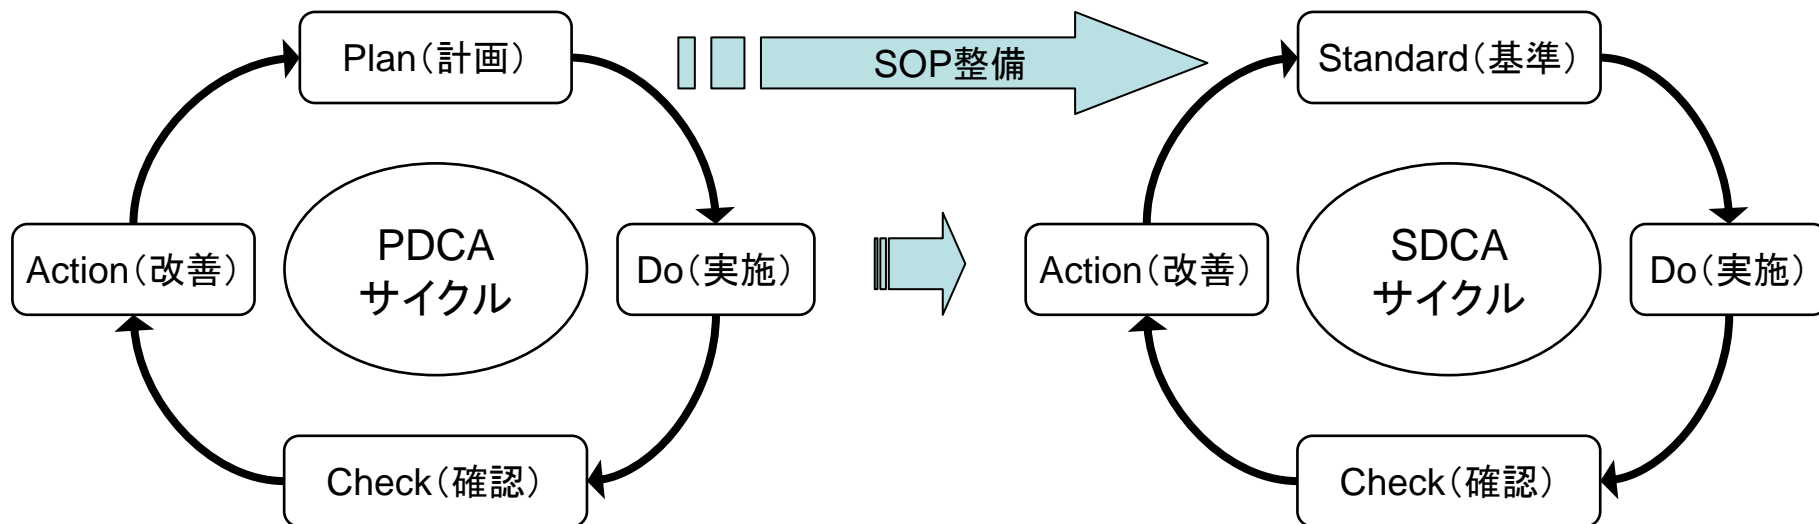 Plan（計画）
SOP整備
Standard（基準）
Action（改善）
PDCA
サイクル
Do（実施）
Action（改善）
SDCA
サイクル
Do（実施）
Check（確認）
Check（確認）